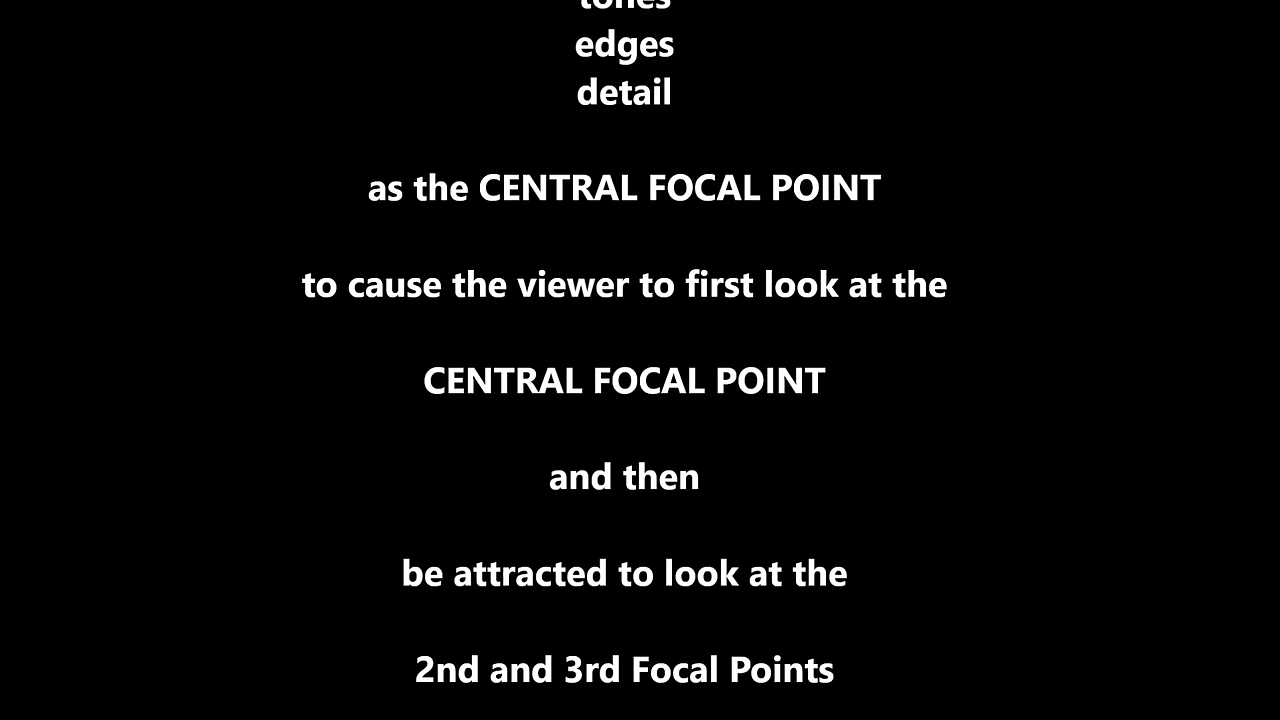 tones
edges
detail
as the CENTRAL FOCAL POINT
to cause the viewer to first look at the
CENTRAL FOCAL POINT
and then
be attracted to look at the
2nd and 3rd Focal Points